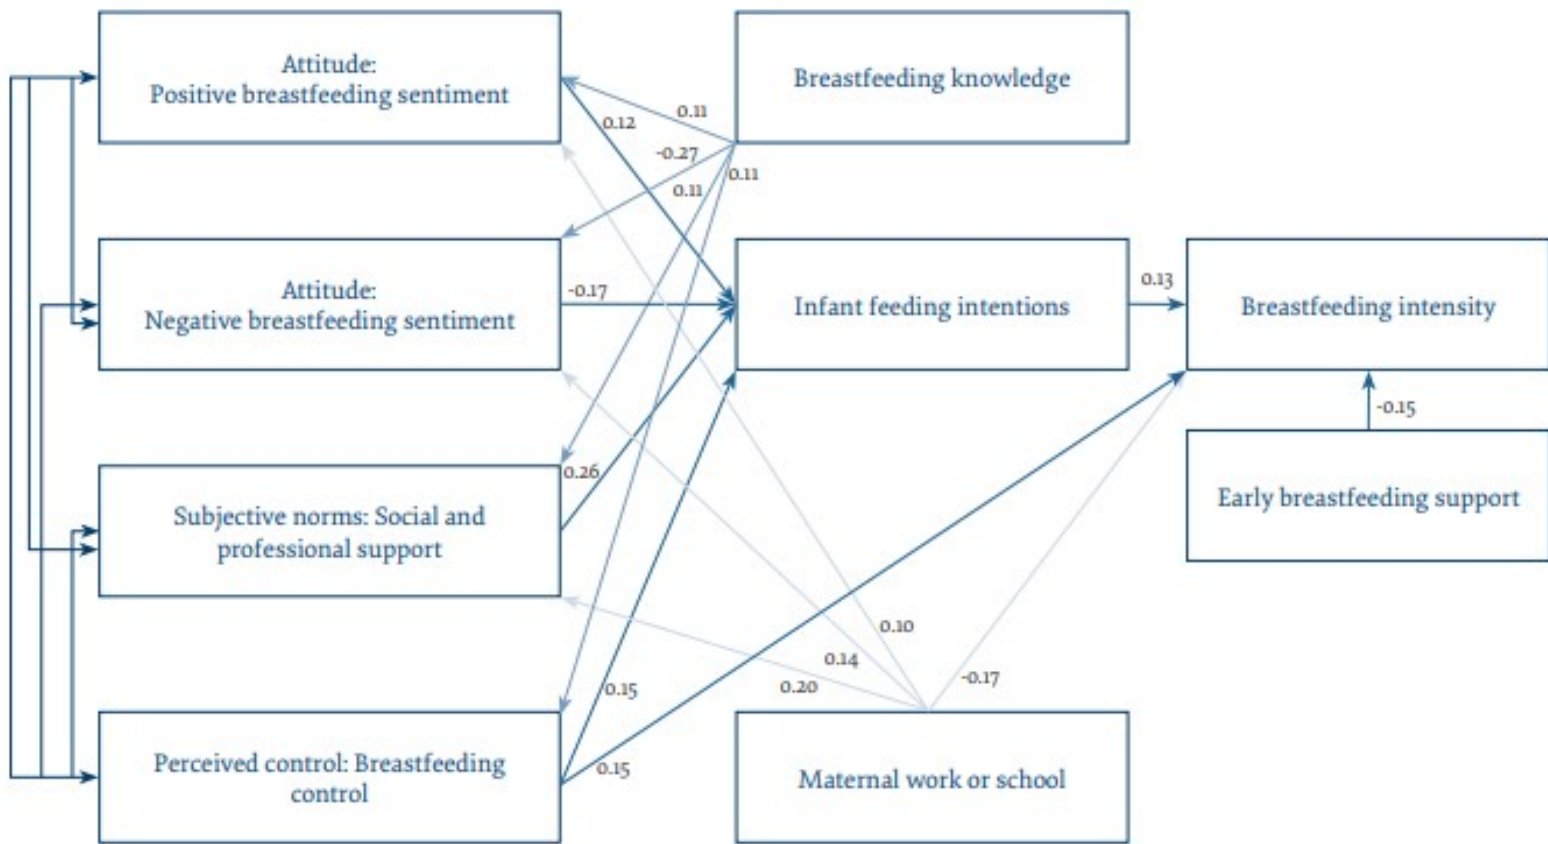 Attitude:
Positive breastfeeding sentiment
Breastfeeding knowledge
0.11
0.12
-0.27
0.11
0.11
Attitude:
Negative breastfeeding sentiment
-0.17
Infant feeding intentions
0.13
Breastfeeding intensity
-0.15
Early breastfeeding support
0.26
Subjective norms: Social and
professional support
0.10
0.14
0.20
-0.17
0.15
0.15
Perceived control: Breastfeeding
control
Maternal work or school